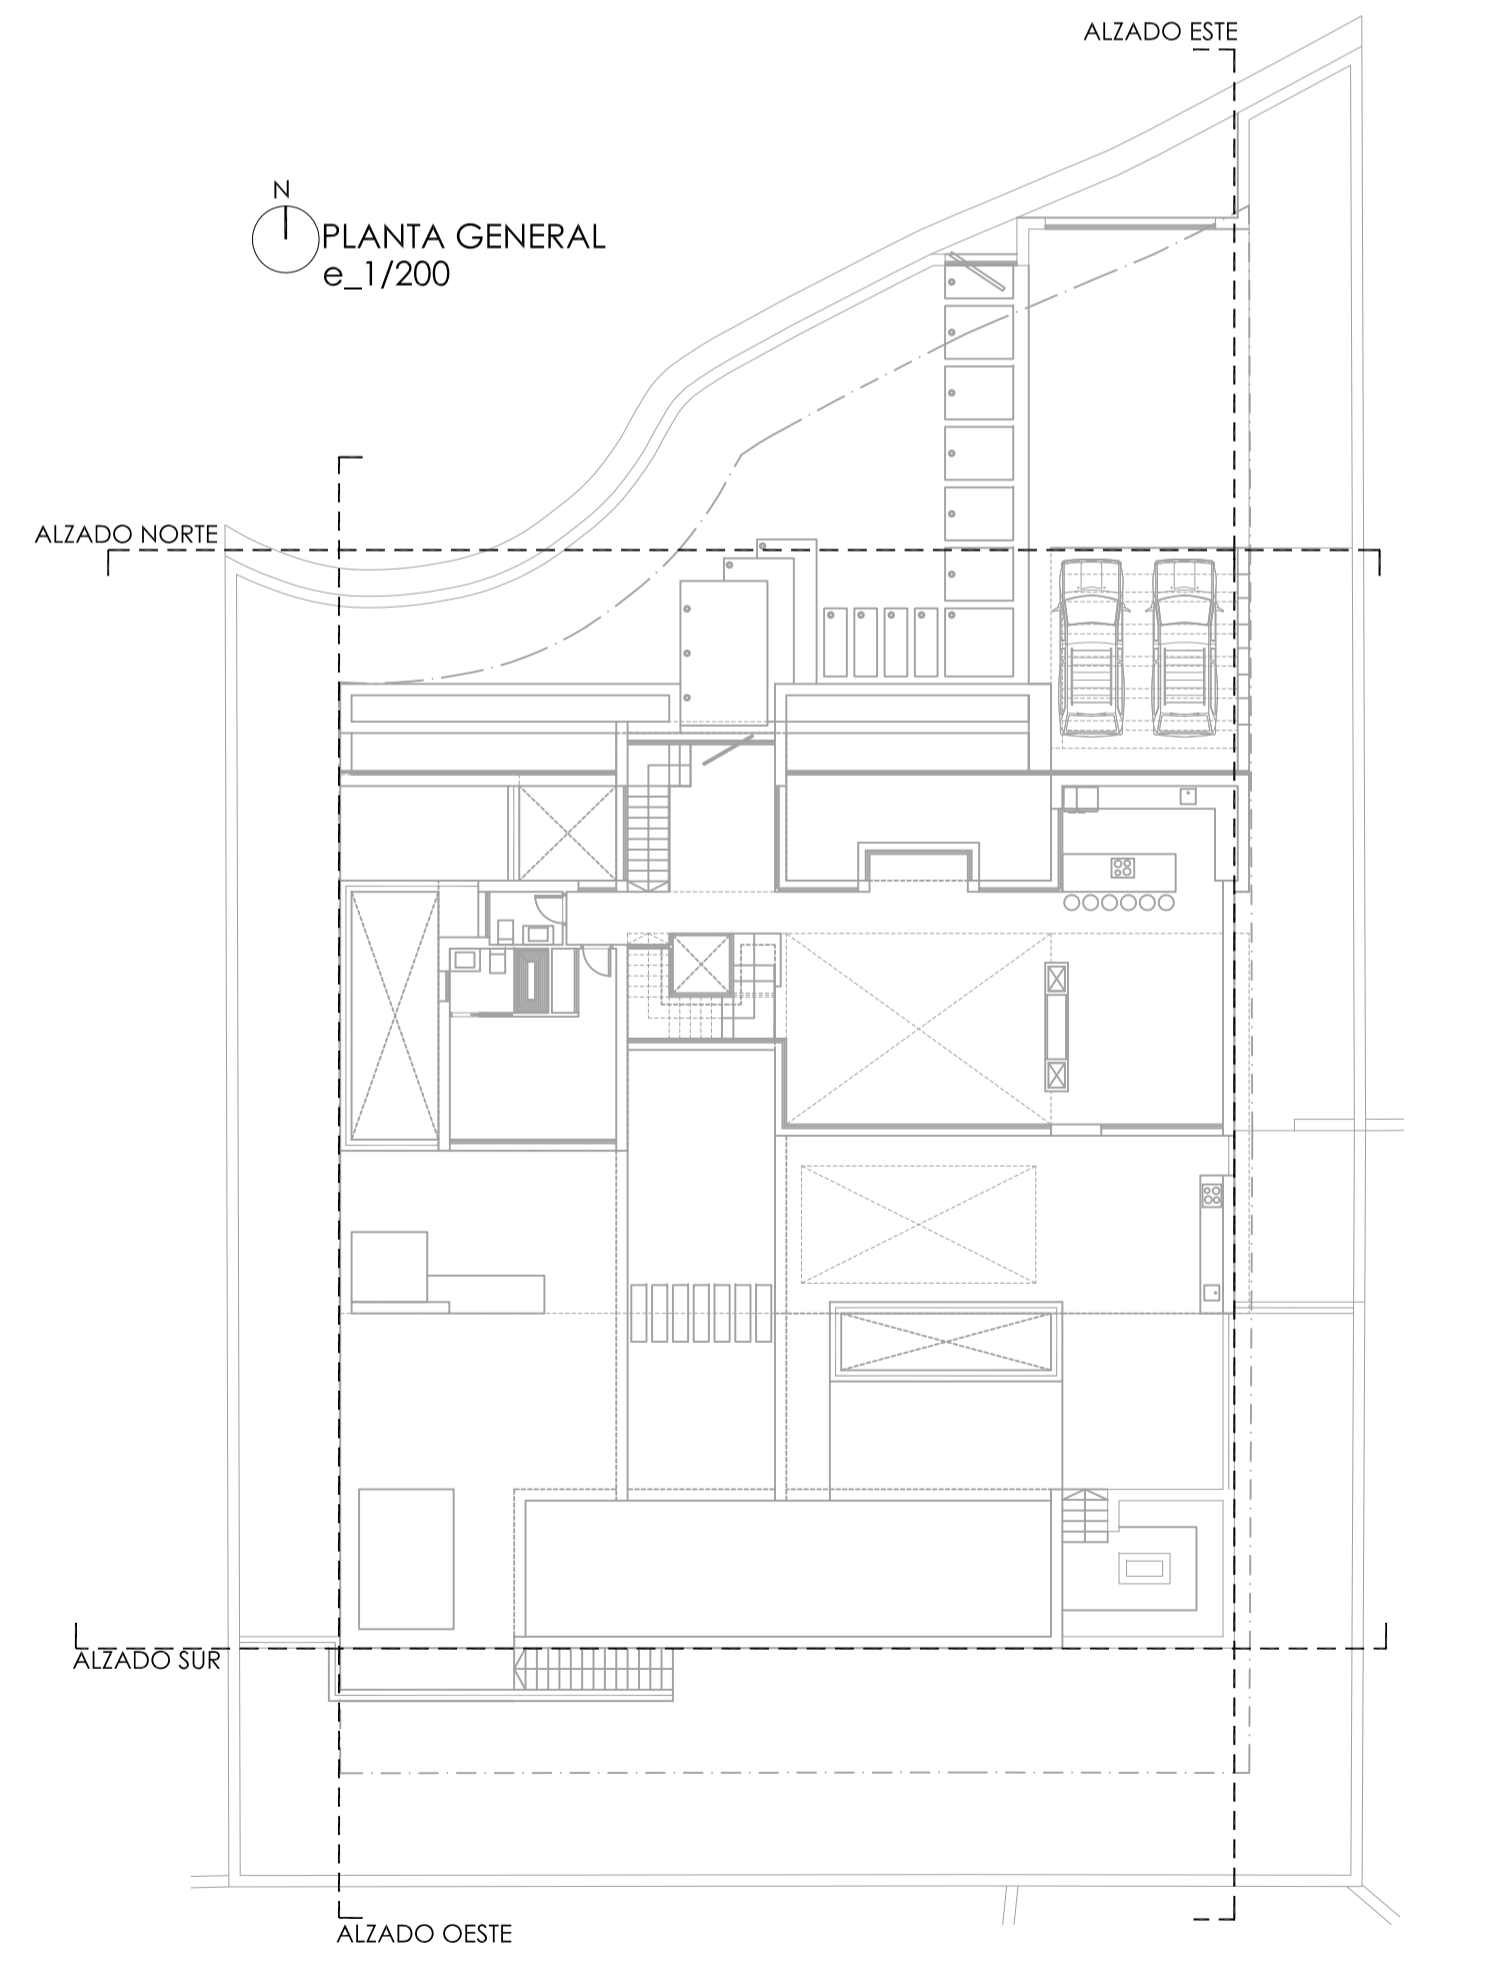 ALZADO ESTE
N
PLANTA GENERAL
e_1/200
ALZADO NORTE
ALZADO SUR
ALZADO OESTE